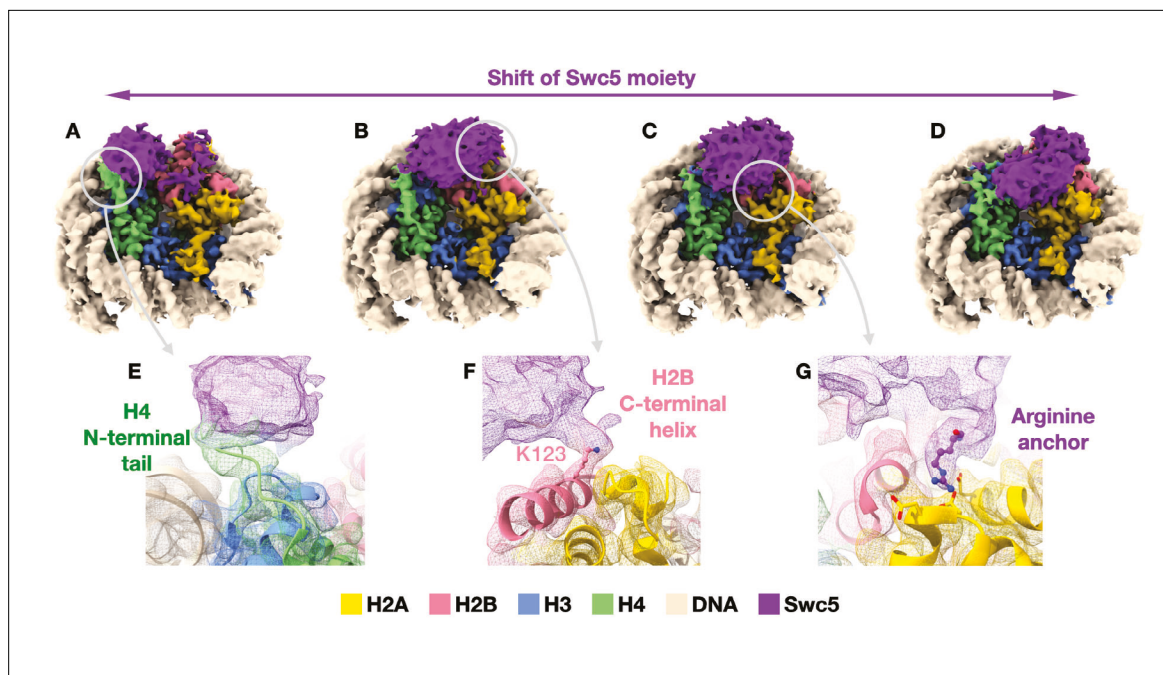 Shift of Swc5 moiety
A
B
C
D
E
H4
N-terminal
tail
F
H2B
C-terminal
helix
K123
G
Arginine
anchor
H2A H2B H3 H4 DNA Swc5